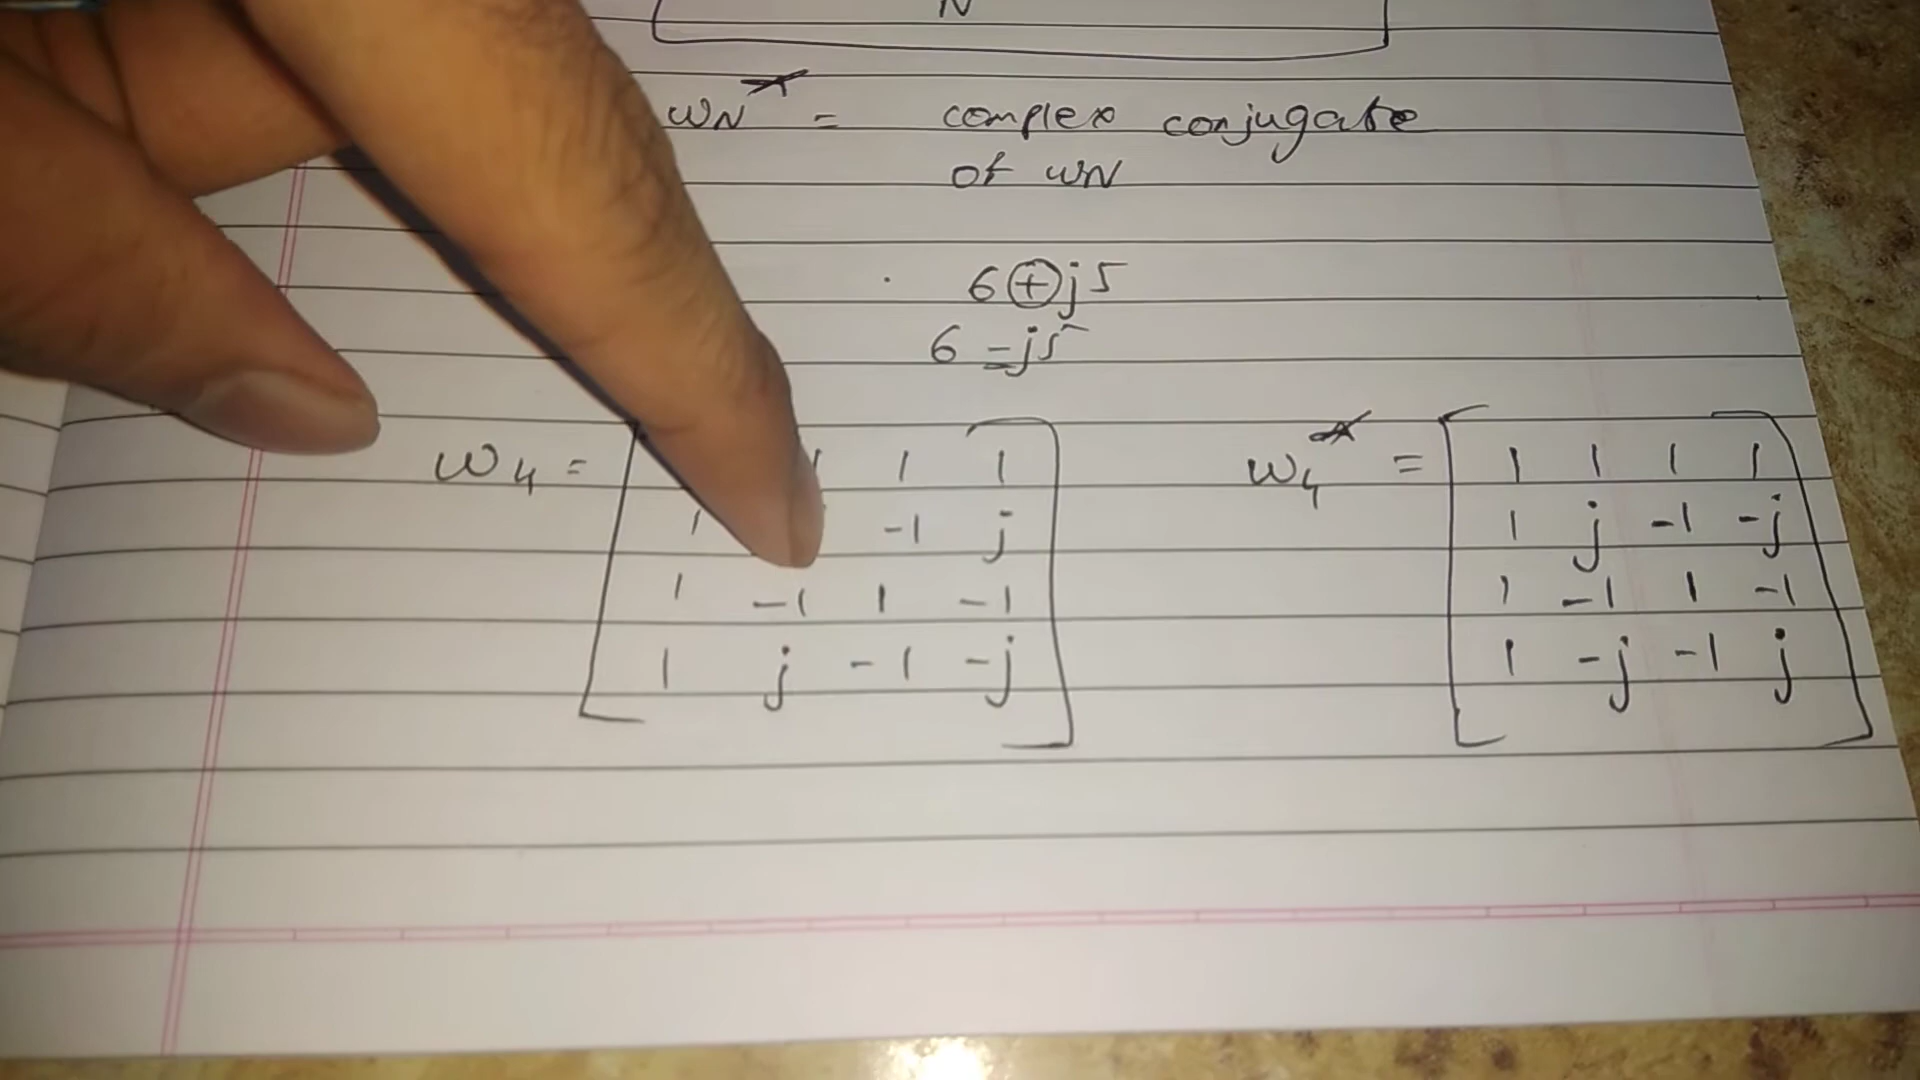 N
WN* = complex conjugate
of WN
6 + j5
6 - j5
W4 = 1 1 1
1 -1 j
1 -1 1 -1
1 j -1 -j
W4* = 1 1 1 1
1 j -1 -j
1 -1 1 -1
1 -j -1 j